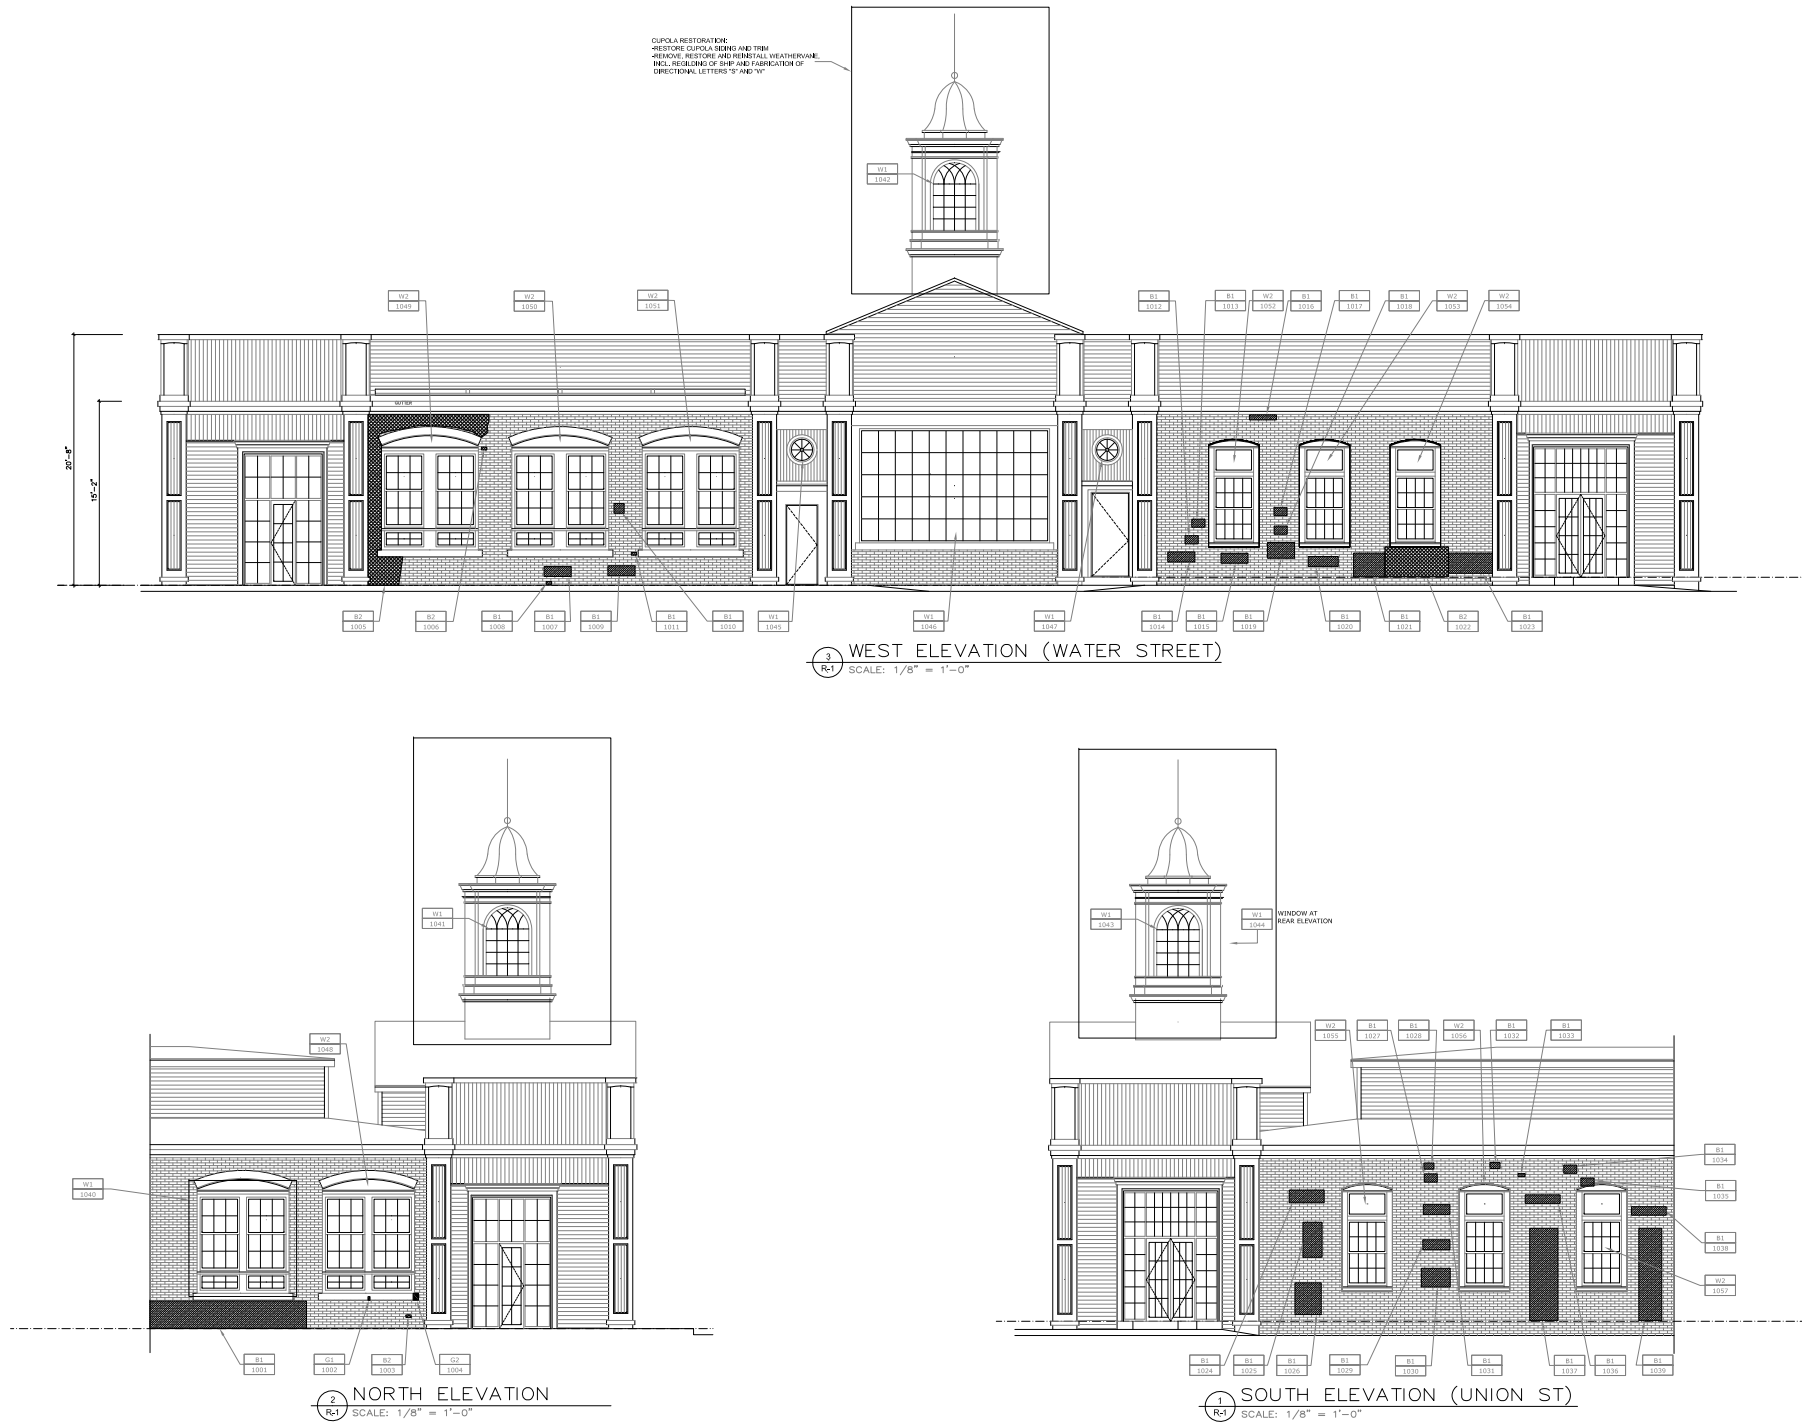 CUPOLA RESTORATION:
-RESTORE CUPOLA SIDING AND TRIM
-REMOVE, RESTORE AND REINSTALL WEATHERVANE,
INCL. REGILDING OF SHIP AND FABRICATION OF
DIRECTIONAL LETTERS "S" AND "W"
W1
1042
W2
1049
W2
1050
W2
1051
B1
1012
B1
1013
W2
1052
B1
1016
B1
1017
B1
1018
W2
1053
W2
1054
20'-8"
15'-2"
GUTTER
B2
1005
B2
1006
B1
1008
B1
1007
B1
1009
B1
1011
B1
1010
W1
1045
W1
1046
W1
1047
B1
1014
B1
1015
B1
1019
B1
1020
B1
1021
B2
1022
B1
1023
3
R-1
WEST ELEVATION (WATER STREET)
SCALE: 1/8" = 1'-0"
W1
1041
W2
1048
W1
1040
B1
1001
G1
1002
B2
1003
G2
1004
2
R-1
NORTH ELEVATION
SCALE: 1/8" = 1'-0"
W1
1043
W1
1044
WINDOW AT
REAR ELEVATION
W2
1055
B1
1027
B1
1028
W2
1056
B1
1032
B1
1033
B1
1034
B1
1035
B1
1038
W2
1057
B1
1024
B1
1025
B1
1026
B1
1029
B1
1030
B1
1031
B1
1037
B1
1036
B1
1039
1
R-1
SOUTH ELEVATION (UNION ST)
SCALE: 1/8" = 1'-0"